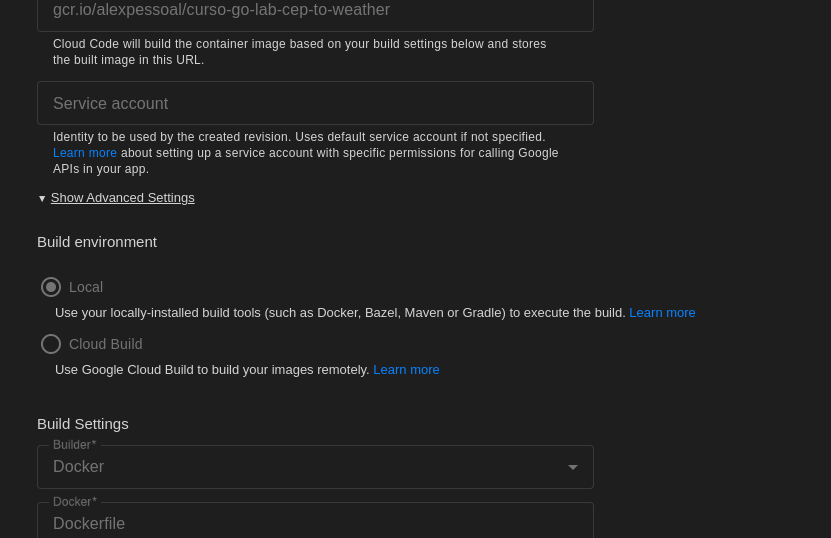 gcr.io/alexpessoal/curso-go-lab-cep-to-weather
Cloud Code will build the container image based on your build settings below and stores
the built image in this URL.
Service account
Identity to be used by the created revision. Uses default service account if not specified.
Learn more about setting up a service account with specific permissions for calling Google
APIs in your app.
▼ Show Advanced Settings
Build environment
Local
Use your locally-installed build tools (such as Docker, Bazel, Maven or Gradle) to execute the build. Learn more
Cloud Build
Use Google Cloud Build to build your images remotely. Learn more
Build Settings
Builder*
Docker
Docker*
Dockerfile